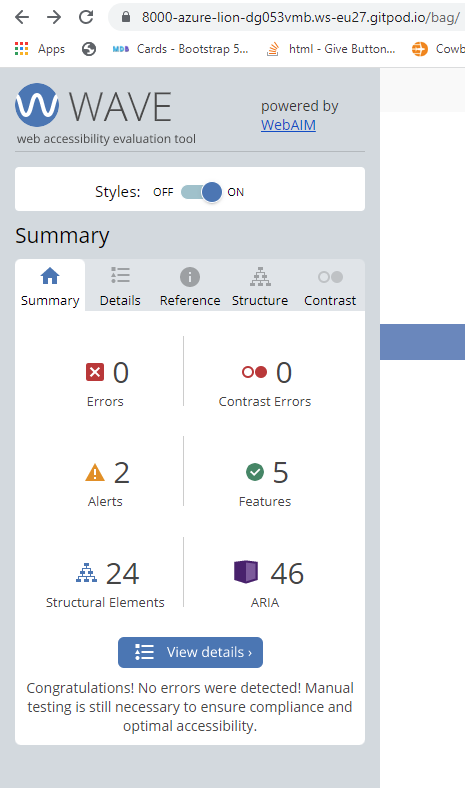 8000-azure-lion-dg053vmb.ws-eu27.gitpod.io/bag/
Apps
MDB Cards - Bootstrap 5...
html - Give Button...
Cowb
WAVE
web accessibility evaluation tool
powered by
WebAIM
Styles: OFF ON
Summary
Summary Details Reference Structure Contrast
0 0
Errors Contrast Errors
2 5
Alerts Features
24 46
Structural Elements ARIA
View details ›
Congratulations! No errors were detected! Manual
testing is still necessary to ensure compliance and
optimal accessibility.